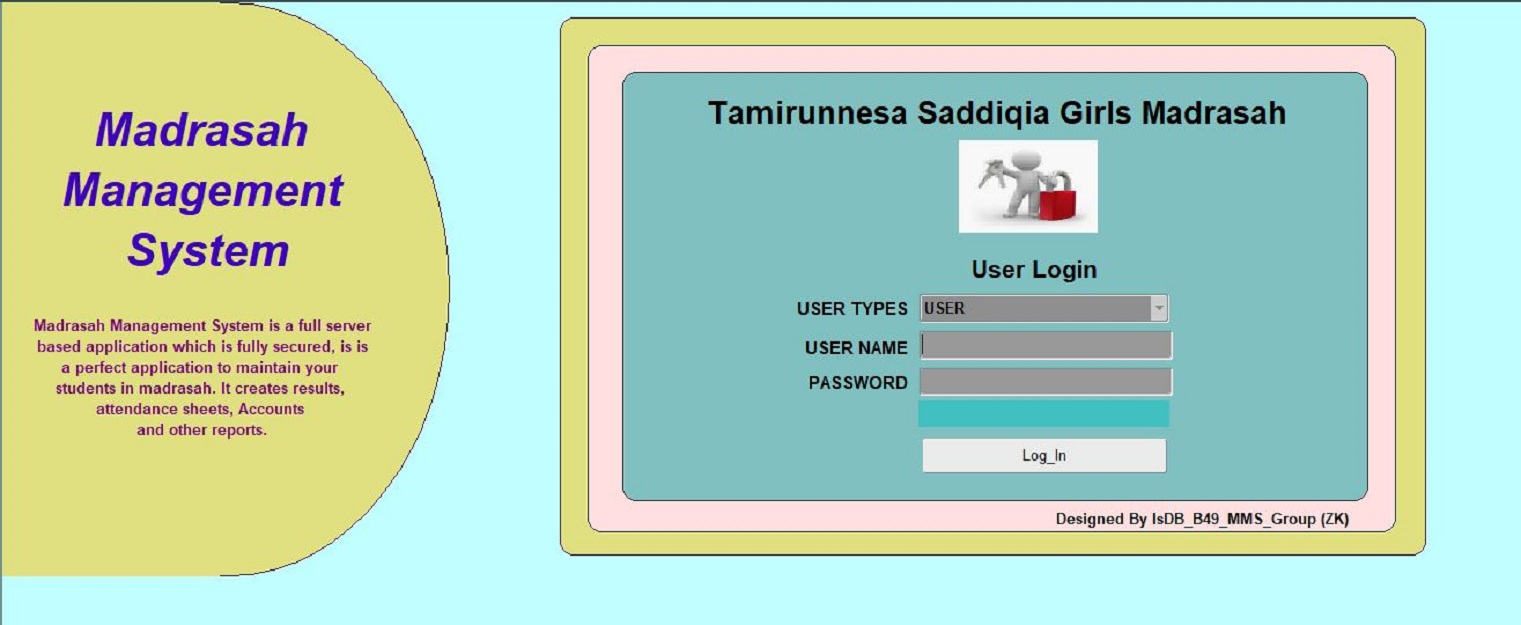 Madrasah
Management
System
Madrasah Management System is a full server
based application which is fully secured, is is
a perfect application to maintain your
students in madrasah. It creates results,
attendance sheets, Accounts
and other reports.
Tamirunnesa Saddiqia Girls Madrasah
User Login
USER TYPES USER
USER NAME
PASSWORD
Log_In
Designed By IsDB_B49_MMS_Group (ZK)